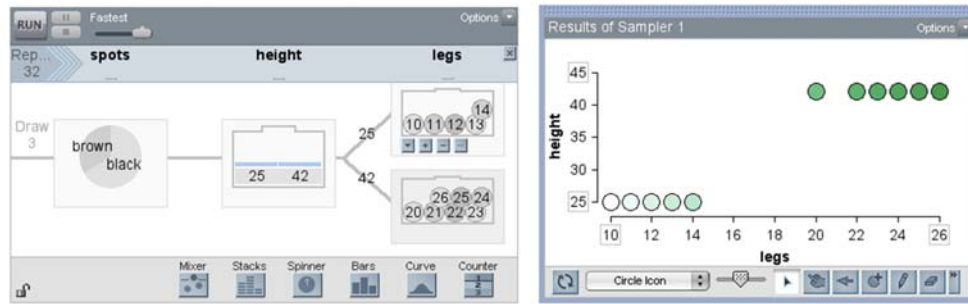 RUN
Fastest
Options
Rep...
32
spots
height
legs
Draw
3
brown
black
25 42
25
42
14
10 11 12 13
26 25 24
20 21 22 23
Mixer Stacks Spinner Bars Curve Counter
Results of Sampler 1
Options
height
45
40
35
30
25
10 12 14 16 18 20 22 24 26
legs
Circle Icon